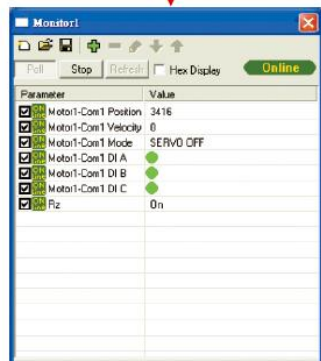 Monitor1
Poll Stop Refresh Hex Display Online
Parameter Value
Motor1-Com1 Position 3416
Motor1-Com1 Velocity 0
Motor1-Com1 Mode SERVO OFF
Motor1-Com1 DI A
Motor1-Com1 DI B
Motor1-Com1 DI C
Rz On